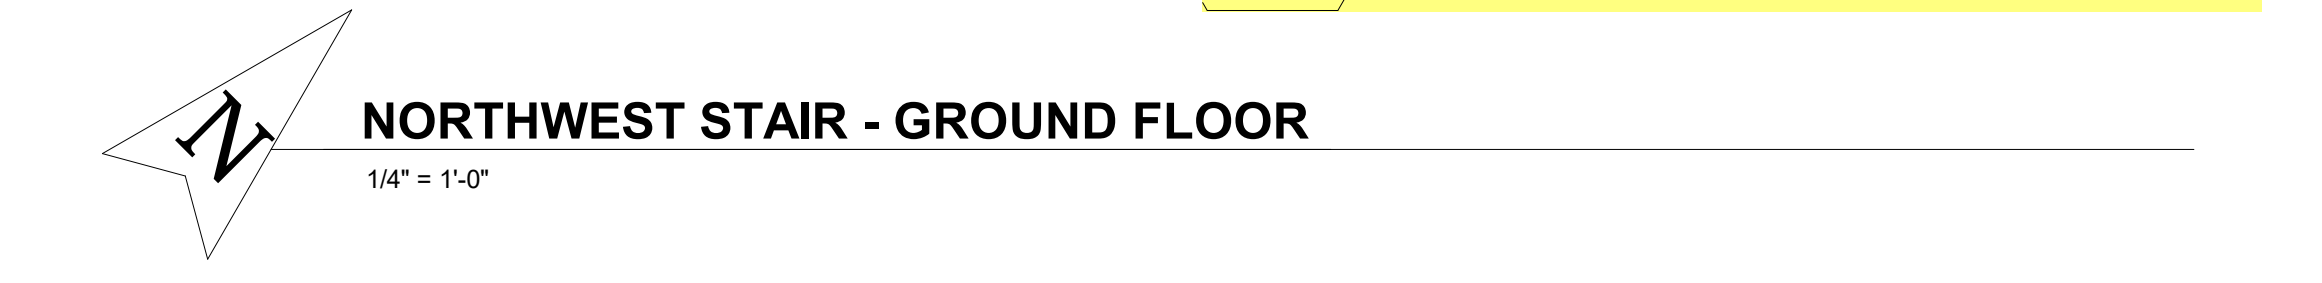 N
NORTHWEST STAIR - GROUND FLOOR
1/4" = 1'-0"